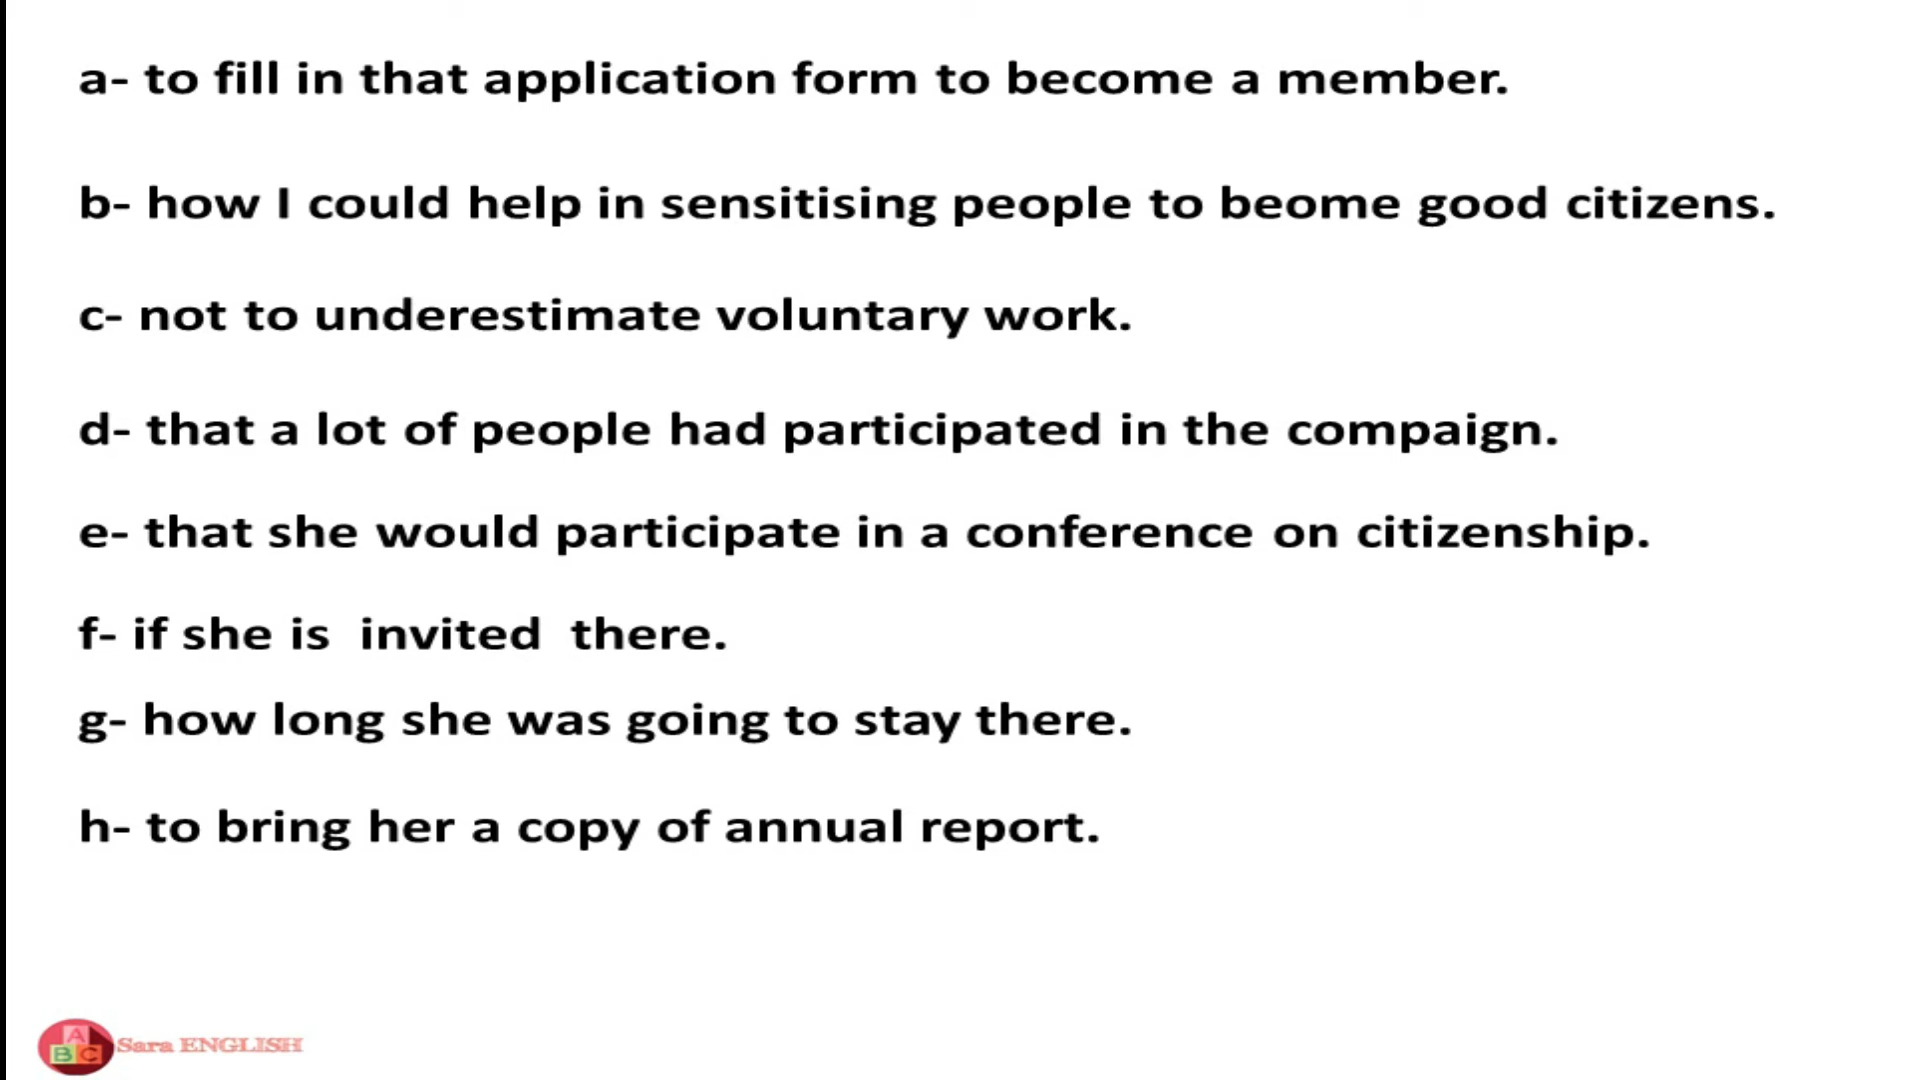 a- to fill in that application form to become a member.
b- how I could help in sensitising people to beome good citizens.
c- not to underestimate voluntary work.
d- that a lot of people had participated in the compaign.
e- that she would participate in a conference on citizenship.
f- if she is invited there.
g- how long she was going to stay there.
h- to bring her a copy of annual report.
A
B C
Sara ENGLISH